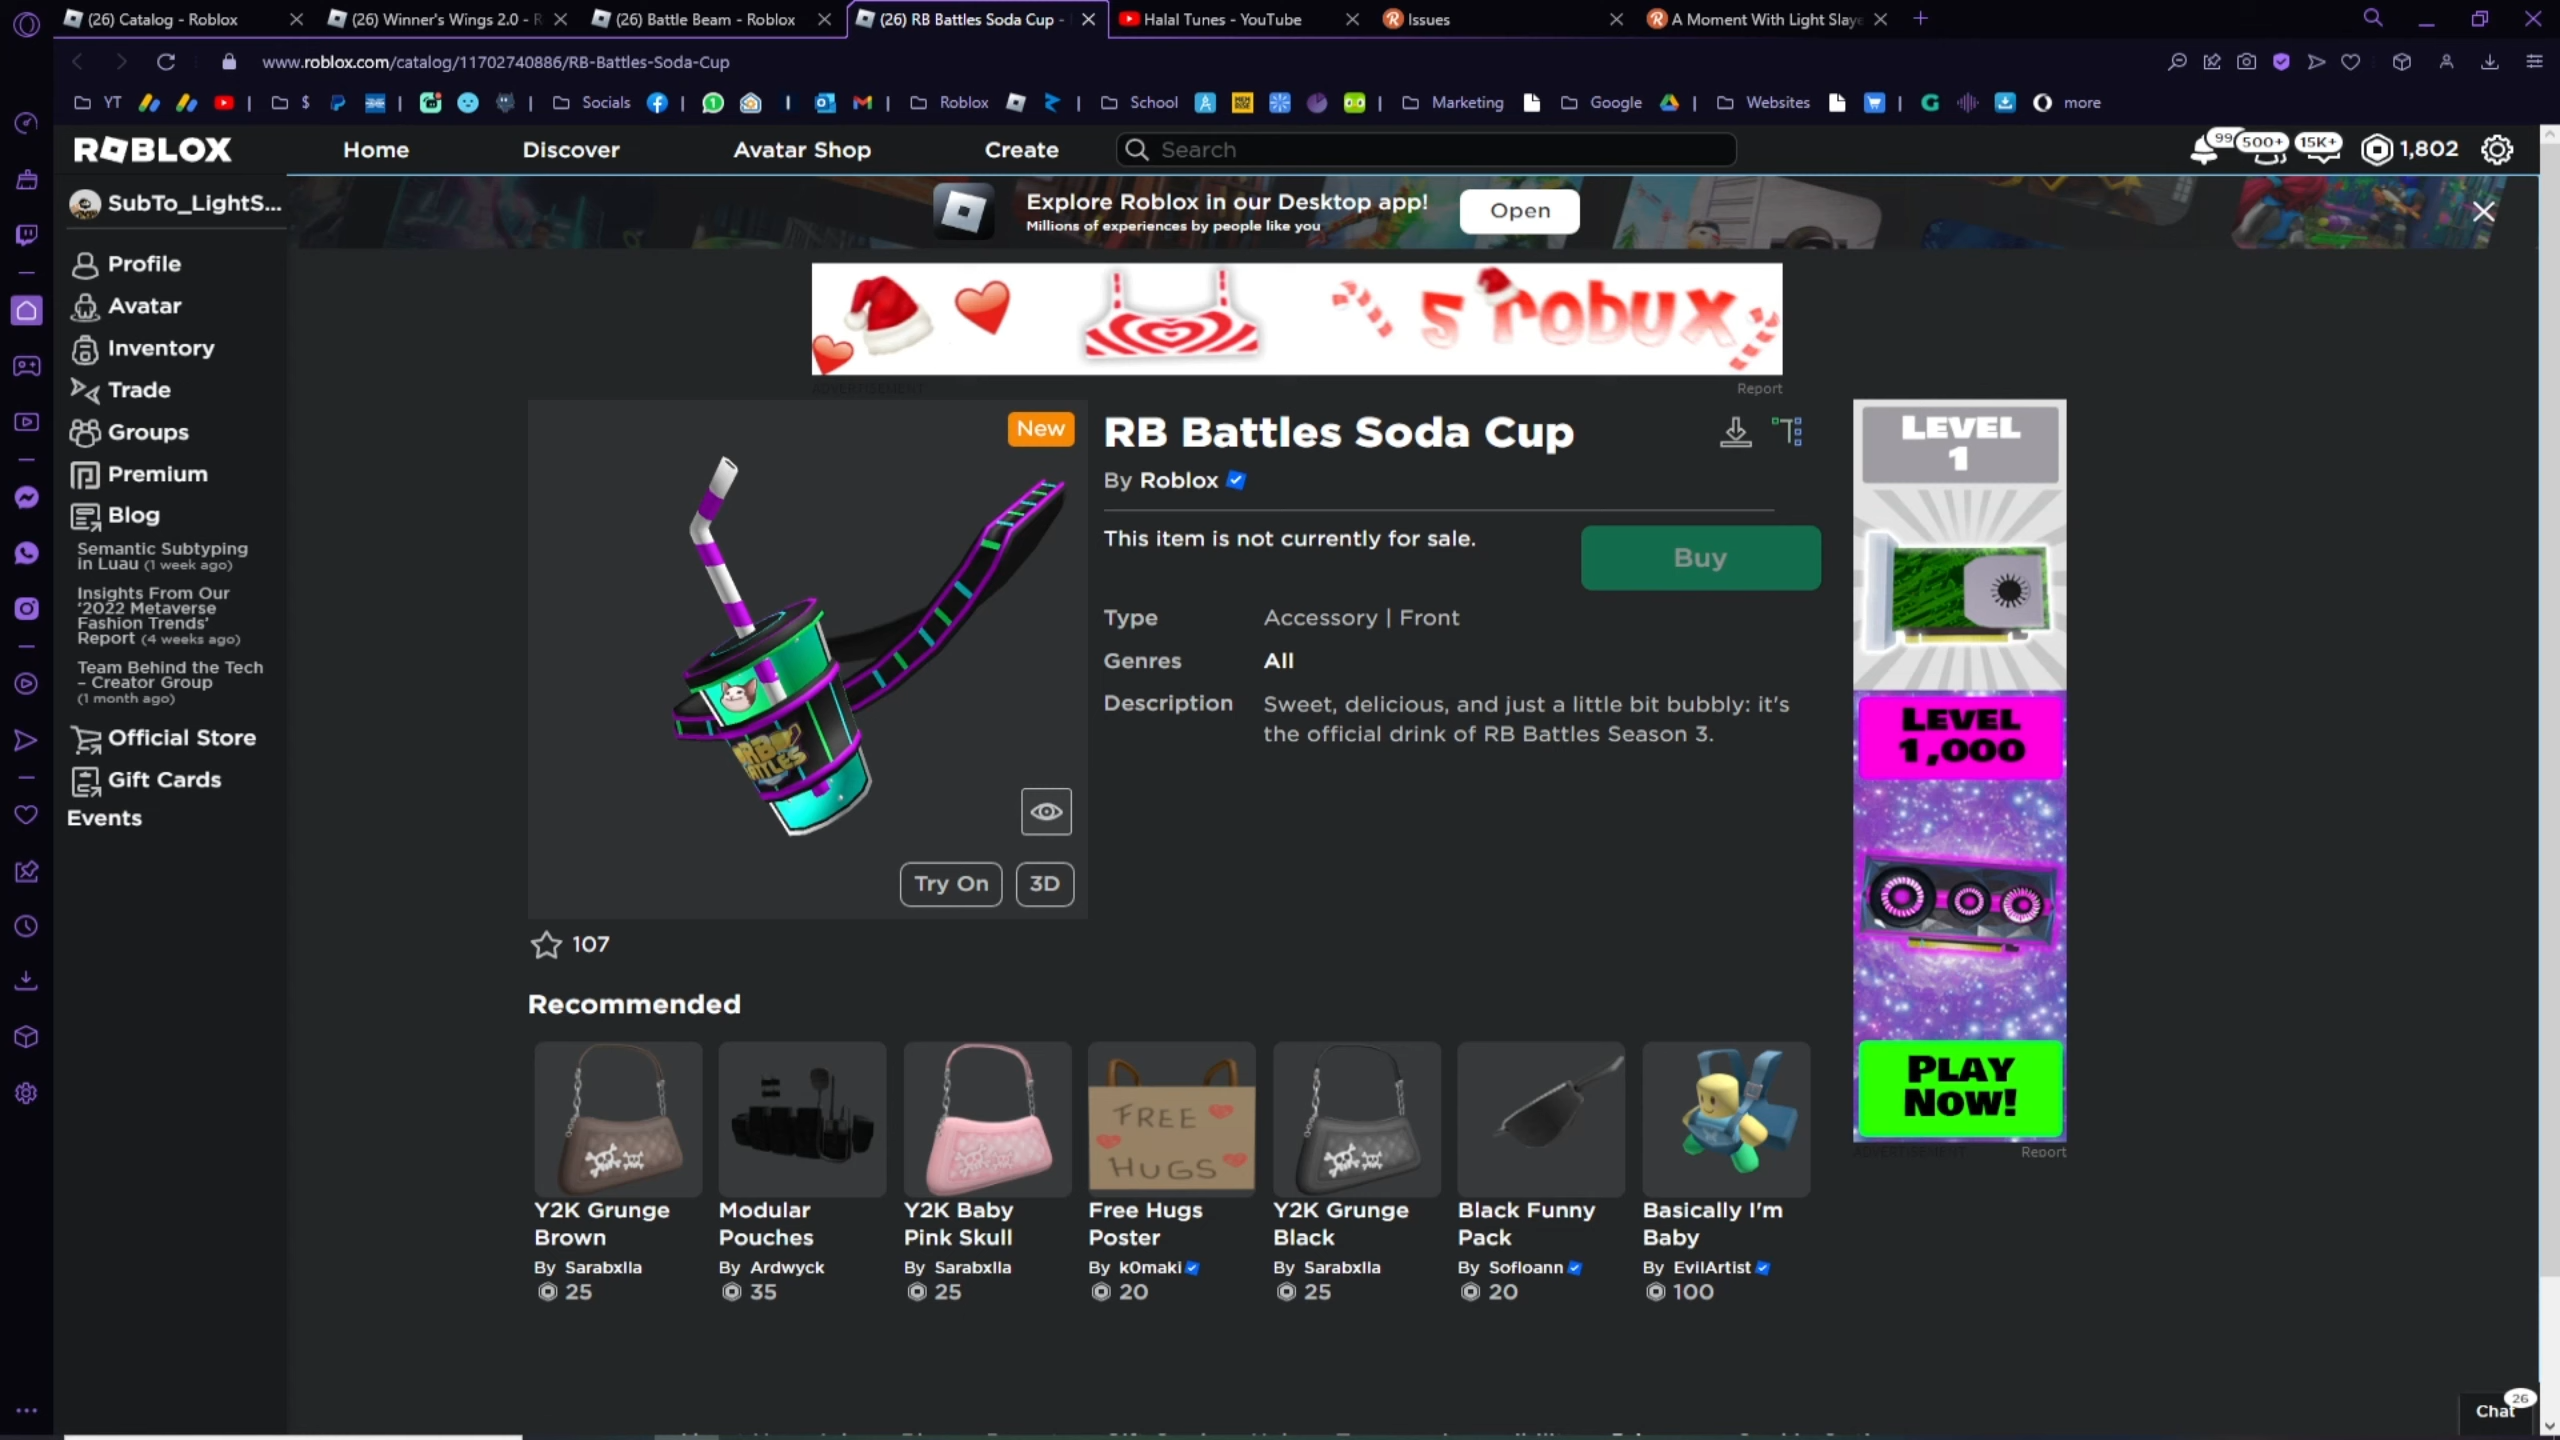 (26) Catalog - Roblox
(26) Winner's Wings 2.0 - R
(26) Battle Beam - Roblox
(26) RB Battles Soda Cup -
Halal Tunes - YouTube
Issues
A Moment With Light Slaye
www.roblox.com/catalog/11702740886/RB-Battles-Soda-Cup
YT
$
Socials
Roblox
School
Marketing
Google
Websites
more
ROBLOX
Home
Discover
Avatar Shop
Create
Search
99
500+
15K+
1,802
SubTo_LightS...
Profile
Avatar
Inventory
Trade
Groups
Premium
Blog
Semantic Subtyping
in Luau (1 week ago)
Insights From Our
'2022 Metaverse
Fashion Trends'
Report (4 weeks ago)
Team Behind the Tech
– Creator Group
(1 month ago)
Official Store
Gift Cards
Events
Explore Roblox in our Desktop app!
Millions of experiences by people like you
Open
5 robux
ADVERTISEMENT
Report
New
RB BATTLES
Try On
3D
107
RB Battles Soda Cup
By Roblox
This item is not currently for sale.
Buy
Type
Accessory | Front
Genres
All
Description
Sweet, delicious, and just a little bit bubbly: it's
the official drink of RB Battles Season 3.
LEVEL
1
LEVEL
1,000
PLAY
NOW!
ADVERTISEMENT
Report
Recommended
FREE
HUGS
Y2K Grunge
Brown
By Sarabxlla
25
Modular
Pouches
By Ardwyck
35
Y2K Baby
Pink Skull
By Sarabxlla
25
Free Hugs
Poster
By k0maki
20
Y2K Grunge
Black
By Sarabxlla
25
Black Funny
Pack
By Sofloann
20
Basically I'm
Baby
By EvilArtist
100
Chat
26